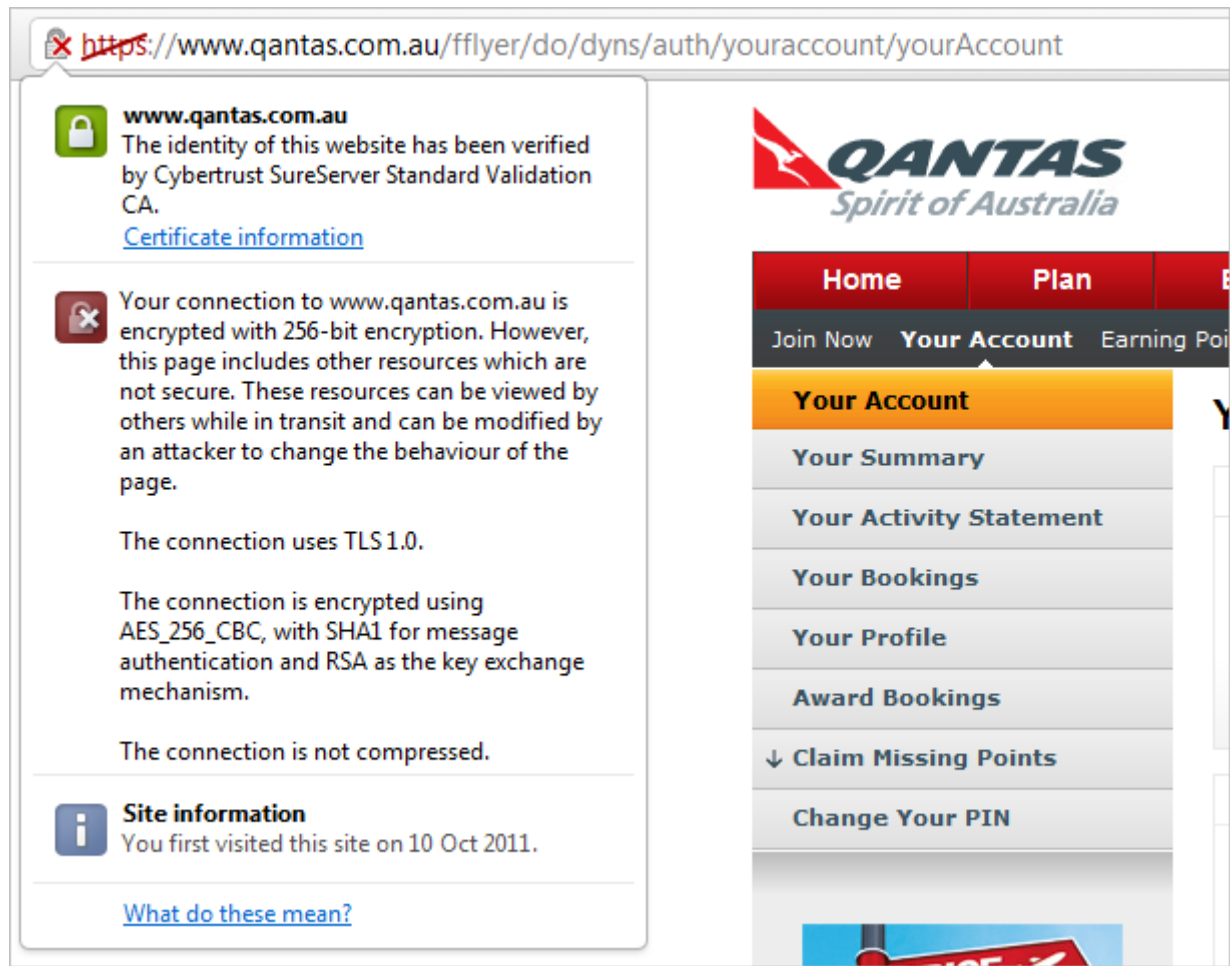 https://www.qantas.com.au/fflyer/do/dyns/auth/youraccount/yourAccount
www.qantas.com.au
The identity of this website has been verified
by Cybertrust SureServer Standard Validation
CA.
Certificate information
Your connection to www.qantas.com.au is
encrypted with 256-bit encryption. However,
this page includes other resources which are
not secure. These resources can be viewed by
others while in transit and can be modified by
an attacker to change the behaviour of the
page.
The connection uses TLS 1.0.
The connection is encrypted using
AES_256_CBC, with SHA1 for message
authentication and RSA as the key exchange
mechanism.
The connection is not compressed.
Site information
You first visited this site on 10 Oct 2011.
What do these mean?
QANTAS
Spirit of Australia
Home Plan
Join Now Your Account Earning Poi
Your Account
Your Summary
Your Activity Statement
Your Bookings
Your Profile
Award Bookings
Claim Missing Points
Change Your PIN